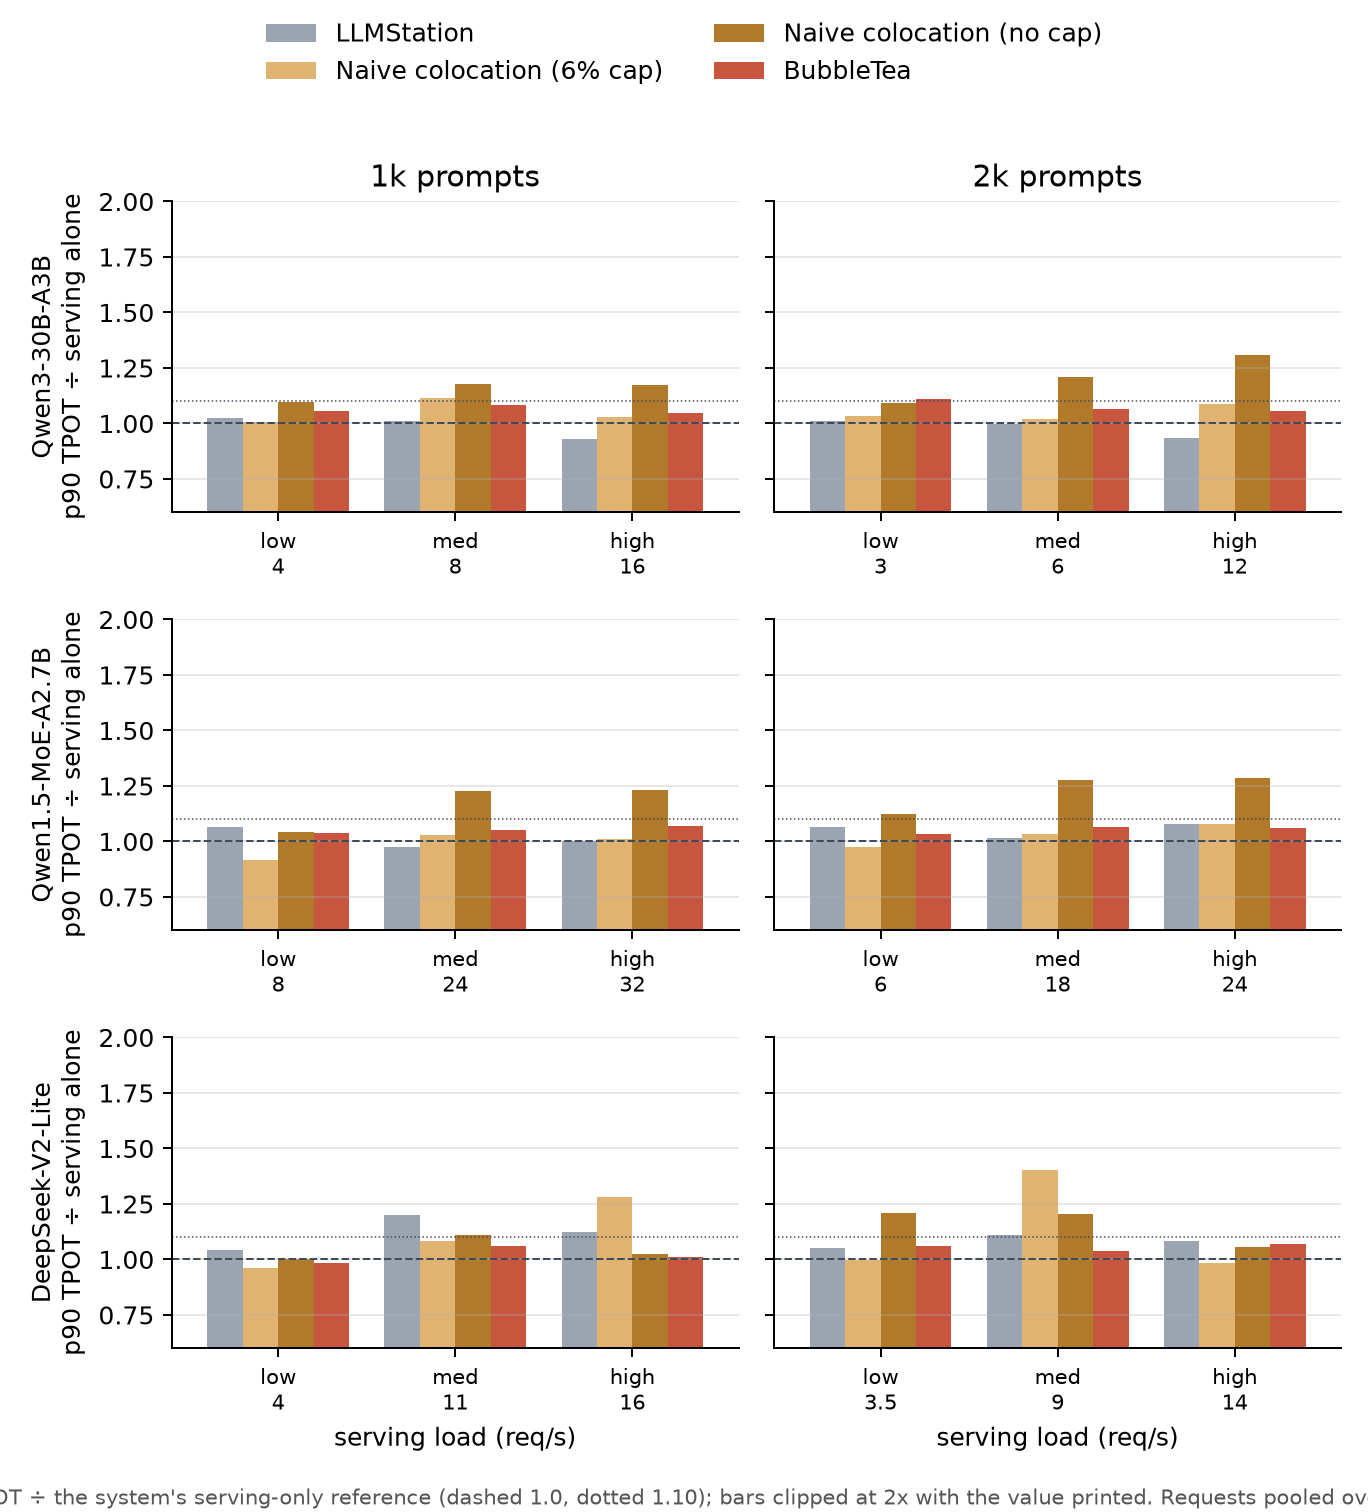 LLMStation
Naive colocation (6% cap)
Naive colocation (no cap)
BubbleTea
1k prompts
2k prompts
Qwen3-30B-A3B
p90 TPOT ÷ serving alone
2.00
1.75
1.50
1.25
1.00
0.75
low
4
med
8
high
16
low
3
med
6
high
12
Qwen1.5-MoE-A2.7B
p90 TPOT ÷ serving alone
2.00
1.75
1.50
1.25
1.00
0.75
low
8
med
24
high
32
low
6
med
18
high
24
DeepSeek-V2-Lite
p90 TPOT ÷ serving alone
2.00
1.75
1.50
1.25
1.00
0.75
low
4
med
11
high
16
serving load (req/s)
low
3.5
med
9
high
14
serving load (req/s)
÷ the system's serving-only reference (dashed 1.0, dotted 1.10); bars clipped at 2x with the value printed. Requests pooled